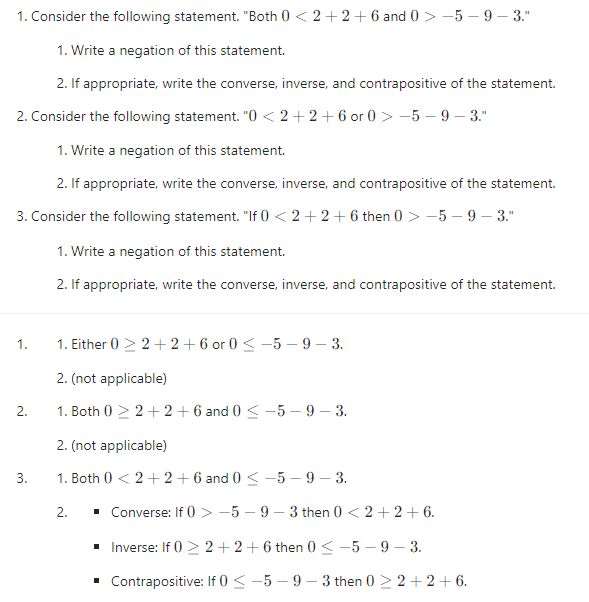 1. Consider the following statement. "Both 0 < 2 + 2 + 6 and 0 > −5 − 9 − 3."
1. Write a negation of this statement.
2. If appropriate, write the converse, inverse, and contrapositive of the statement.
2. Consider the following statement. "0 < 2 + 2 + 6 or 0 > −5 − 9 − 3."
1. Write a negation of this statement.
2. If appropriate, write the converse, inverse, and contrapositive of the statement.
3. Consider the following statement. "If 0 < 2 + 2 + 6 then 0 > −5 − 9 − 3."
1. Write a negation of this statement.
2. If appropriate, write the converse, inverse, and contrapositive of the statement.
1. 1. Either 0 ≥ 2 + 2 + 6 or 0 ≤ −5 − 9 − 3.
2. (not applicable)
2. 1. Both 0 ≥ 2 + 2 + 6 and 0 ≤ −5 − 9 − 3.
2. (not applicable)
3. 1. Both 0 < 2 + 2 + 6 and 0 ≤ −5 − 9 − 3.
2. ▪ Converse: If 0 > −5 − 9 − 3 then 0 < 2 + 2 + 6.
▪ Inverse: If 0 ≥ 2 + 2 + 6 then 0 ≤ −5 − 9 − 3.
▪ Contrapositive: If 0 ≤ −5 − 9 − 3 then 0 ≥ 2 + 2 + 6.